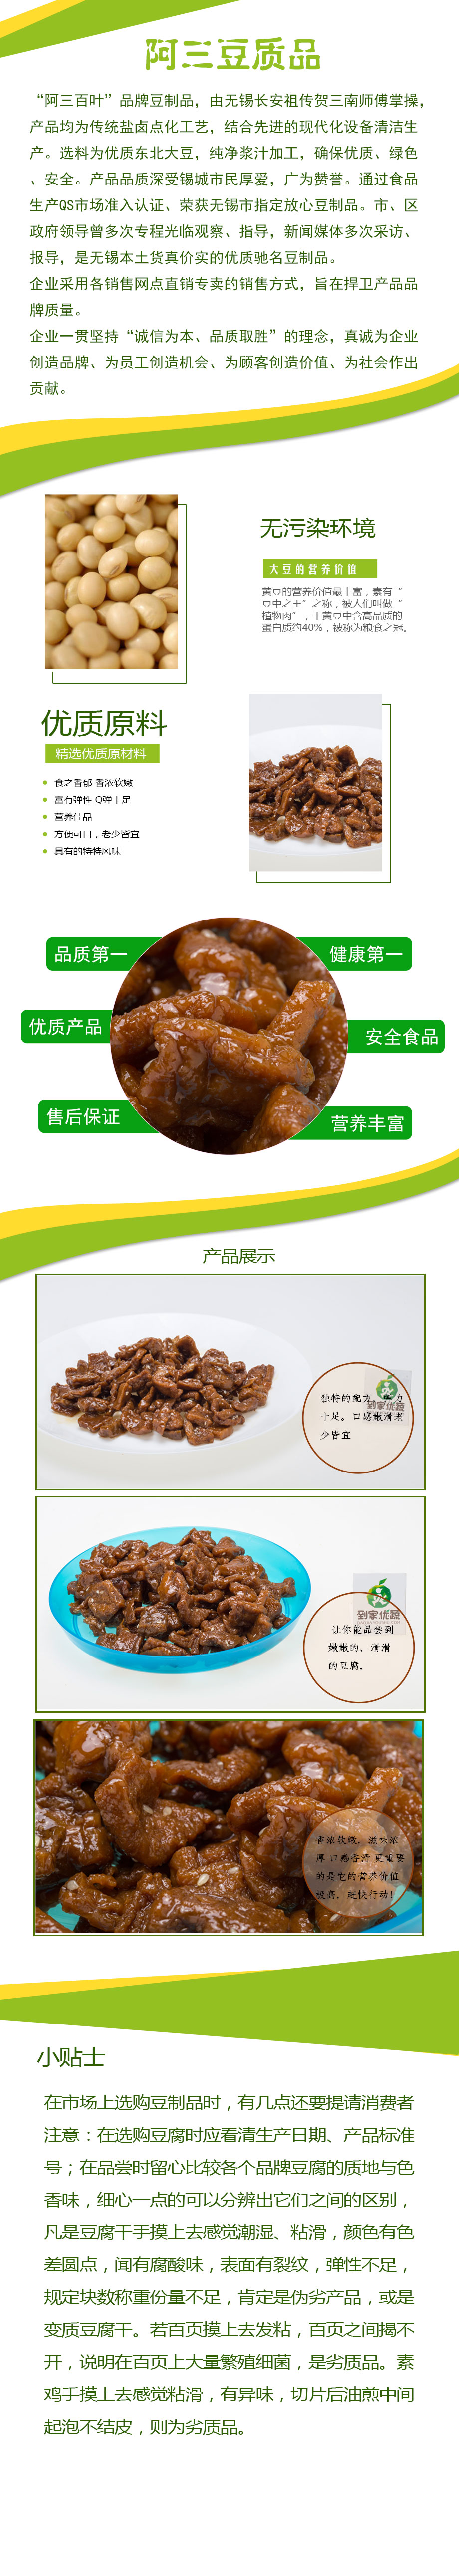 阿三豆质品
“阿三百叶”品牌豆制品，由无锡长安祖传贺三南师傅掌操，
产品均为传统盐卤点化工艺，结合先进的现代化设备清洁生
产。选料为优质东北大豆，纯净浆汁加工，确保优质、绿色
、安全。产品品质深受锡城市民厚爱，广为赞誉。通过食品
生产QS市场准入认证、荣获无锡市指定放心豆制品。市、区
政府领导曾多次专程光临观察、指导，新闻媒体多次采访、
报导，是无锡本土货真价实的优质驰名豆制品。
企业采用各销售网点直销专卖的销售方式，旨在捍卫产品品
牌质量。
企业一贯坚持“诚信为本、品质取胜”的理念，真诚为企业
创造品牌、为员工创造机会、为顾客创造价值、为社会作出
贡献。
无污染环境
大豆的营养价值
黄豆的营养价值最丰富，素有“
豆中之王”之称，被人们叫做“
植物肉”，干黄豆中含高品质的
蛋白质约40%，被称为粮食之冠。
优质原料
精选优质原材料
食之香郁 香浓软嫩
富有弹性 Q弹十足
营养佳品
方便可口，老少皆宜
具有的特特风味
品质第一
健康第一
优质产品
安全食品
售后保证
营养丰富
产品展示
独特的配方，
力
到家优蔬
十足。口感嫩滑老
少皆宜
到家优蔬
让你能品尝到
嫩嫩的、滑滑
的豆腐，
香浓软嫩，滋味浓
厚 口感香滑 更重要
的是它的营养价值
极高，赶快行动！
小贴士
在市场上选购豆制品时，有几点还要提请消费者
注意：在选购豆腐时应看清生产日期、产品标准
号；在品尝时留心比较各个品牌豆腐的质地与色
香味，细心一点的可以分辨出它们之间的区别，
凡是豆腐干手摸上去感觉潮湿、粘滑，颜色有色
差圆点，闻有腐酸味，表面有裂纹，弹性不足，
规定块数称重份量不足，肯定是伪劣产品，或是
变质豆腐干。若百页摸上去发粘，百页之间揭不
开，说明在百页上大量繁殖细菌，是劣质品。素
鸡手摸上去感觉粘滑，有异味，切片后油煎中间
起泡不结皮，则为劣质品。